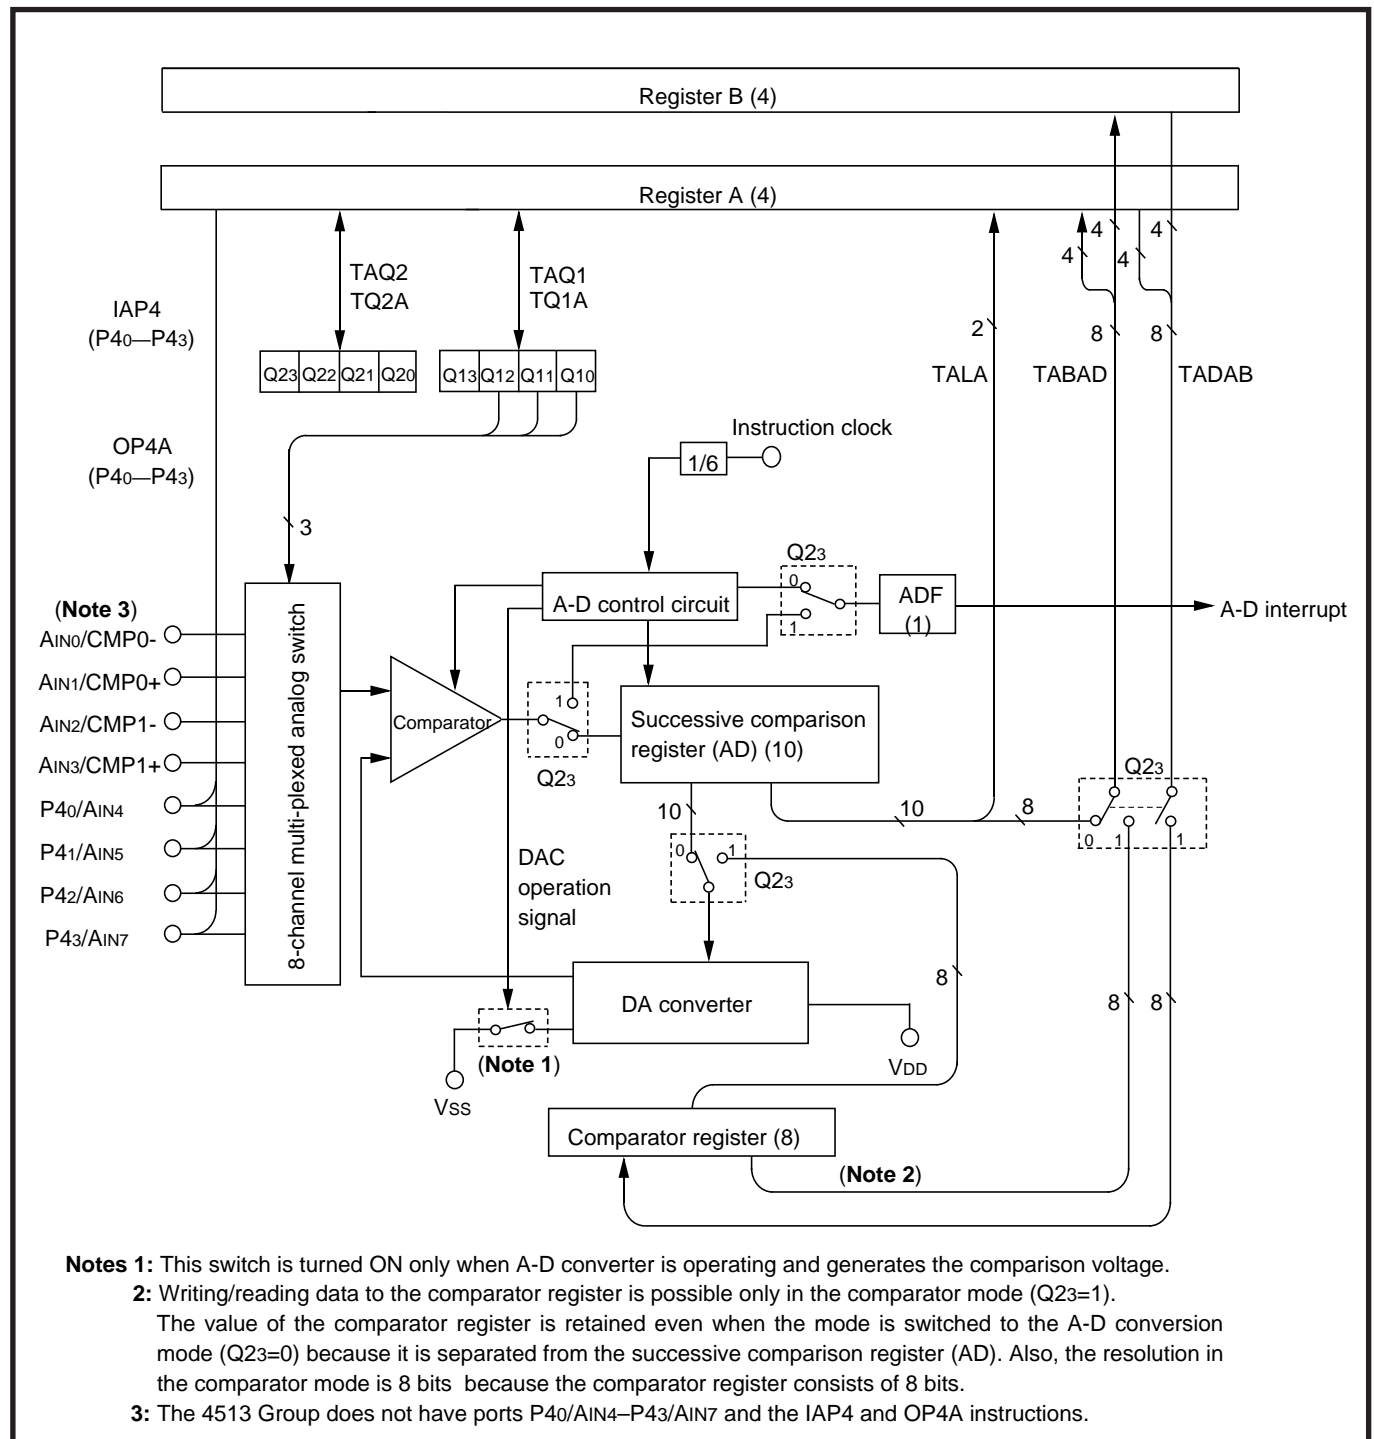 Register B (4)
Register A (4)
4
4
4
4
TAQ2
TQ2A
TAQ1
TQ1A
IAP4
(P40—P43)
2
8
8
Q23 Q22 Q21 Q20
Q13 Q12 Q11 Q10
TALA
TABAD
TADAB
OP4A
(P40—P43)
Instruction clock
1/6
3
Q23
0
1
A-D control circuit
ADF
(1)
A-D interrupt
(Note 3)
AIN0/CMP0-
AIN1/CMP0+
AIN2/CMP1-
AIN3/CMP1+
P40/AIN4
P41/AIN5
P42/AIN6
P43/AIN7
8-channel multi-plexed analog switch
Comparator
1
0
Q23
Successive comparison
register (AD) (10)
Q23
0
1
1
10
10
8
0
1
Q23
DAC
operation
signal
8
8
8
DA converter
(Note 1)
VSS
VDD
Comparator register (8)
(Note 2)
Notes 1: This switch is turned ON only when A-D converter is operating and generates the comparison voltage.
2: Writing/reading data to the comparator register is possible only in the comparator mode (Q23=1).
The value of the comparator register is retained even when the mode is switched to the A-D conversion
mode (Q23=0) because it is separated from the successive comparison register (AD). Also, the resolution in
the comparator mode is 8 bits because the comparator register consists of 8 bits.
3: The 4513 Group does not have ports P40/AIN4–P43/AIN7 and the IAP4 and OP4A instructions.